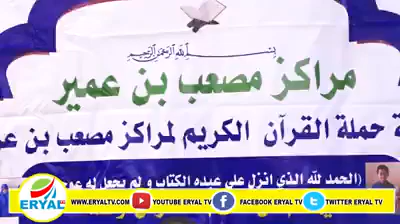 بسم الله الرحمن الرحيم
مراكز مصعب بن عمير
حملة القرآن الكريم لمراكز مصعب بن
(الحمد لله الذي انزل على عبده الكتاب و لم يجعل له
ERYAL
WWW.ERYALTV.COM
YOUTUBE ERYAL TV
FACEBOOK ERYAL TV
TWITTER ERYAL TV